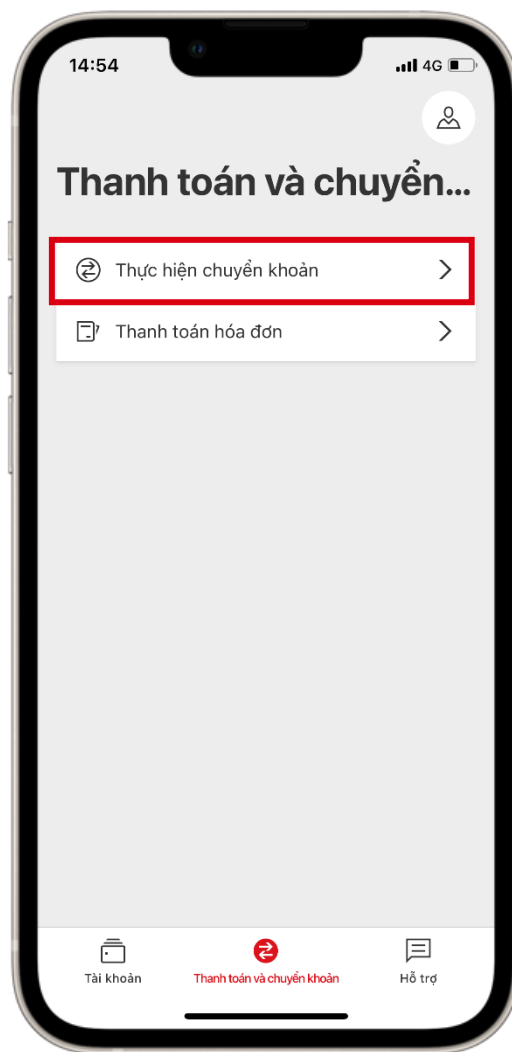 14:54
4G
Thanh toán và chuyển...
Thực hiện chuyển khoản
Thanh toán hóa đơn
Tài khoản
Thanh toán và chuyển khoản
Hỗ trợ